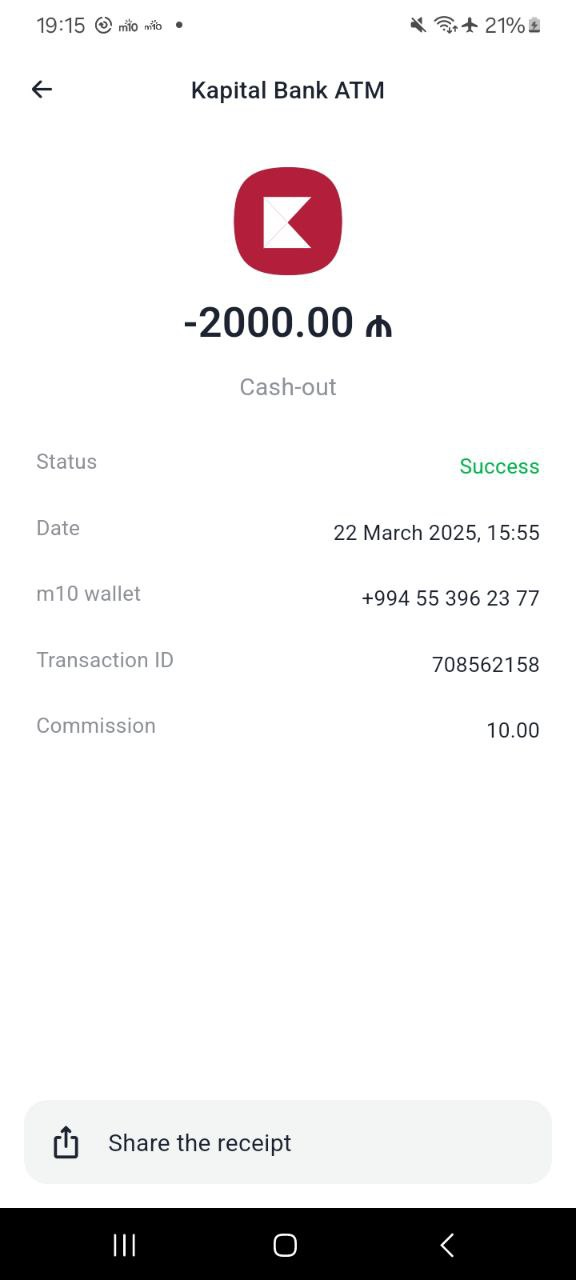 19:15 m10 m10 21%
Kapital Bank ATM
-2000.00 ₼
Cash-out
Status Success
Date 22 March 2025, 15:55
m10 wallet +994 55 396 23 77
Transaction ID 708562158
Commission 10.00
Share the receipt